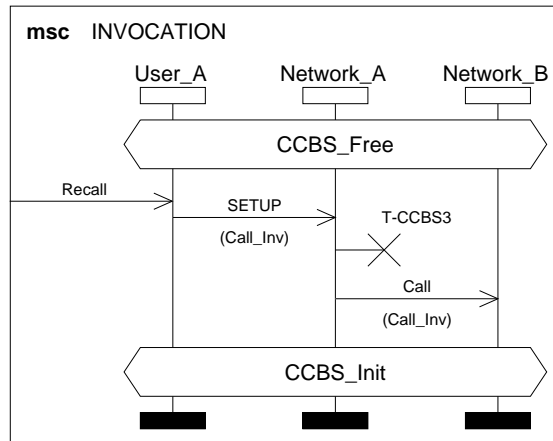 msc INVOCATION
User_A Network_A Network_B
CCBS_Free
Recall
SETUP
(Call_Inv)
T-CCBS3
Call
(Call_Inv)
CCBS_Init